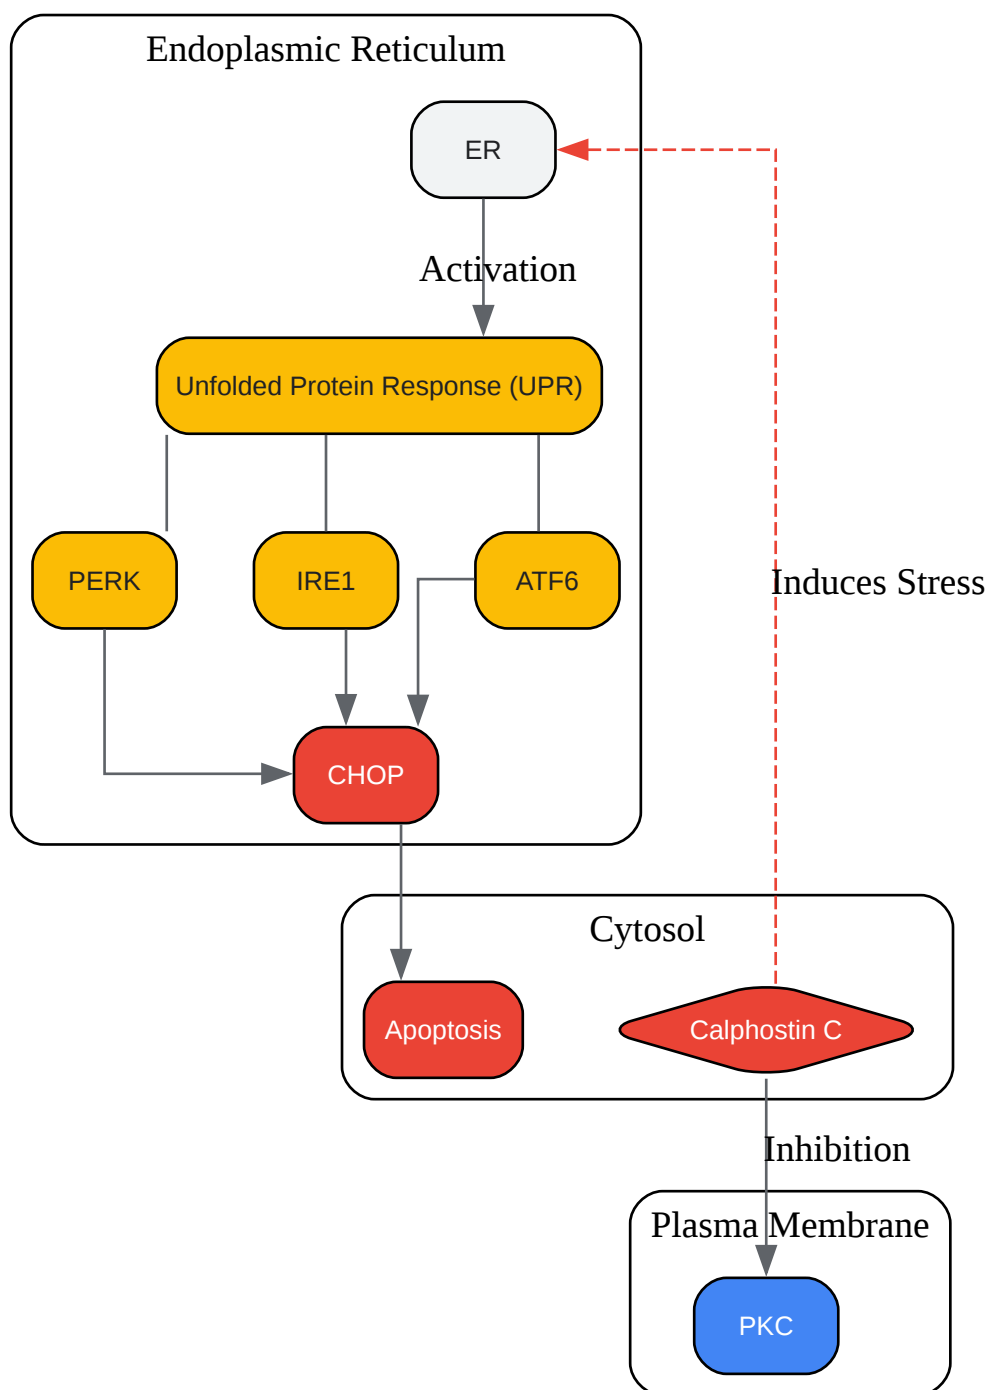 Endoplasmic Reticulum
ER
Activation
Unfolded Protein Response (UPR)
PERK
IRE1
ATF6
Induces Stress
CHOP
Cytosol
Apoptosis
Calphostin C
Inhibition
Plasma Membrane
PKC